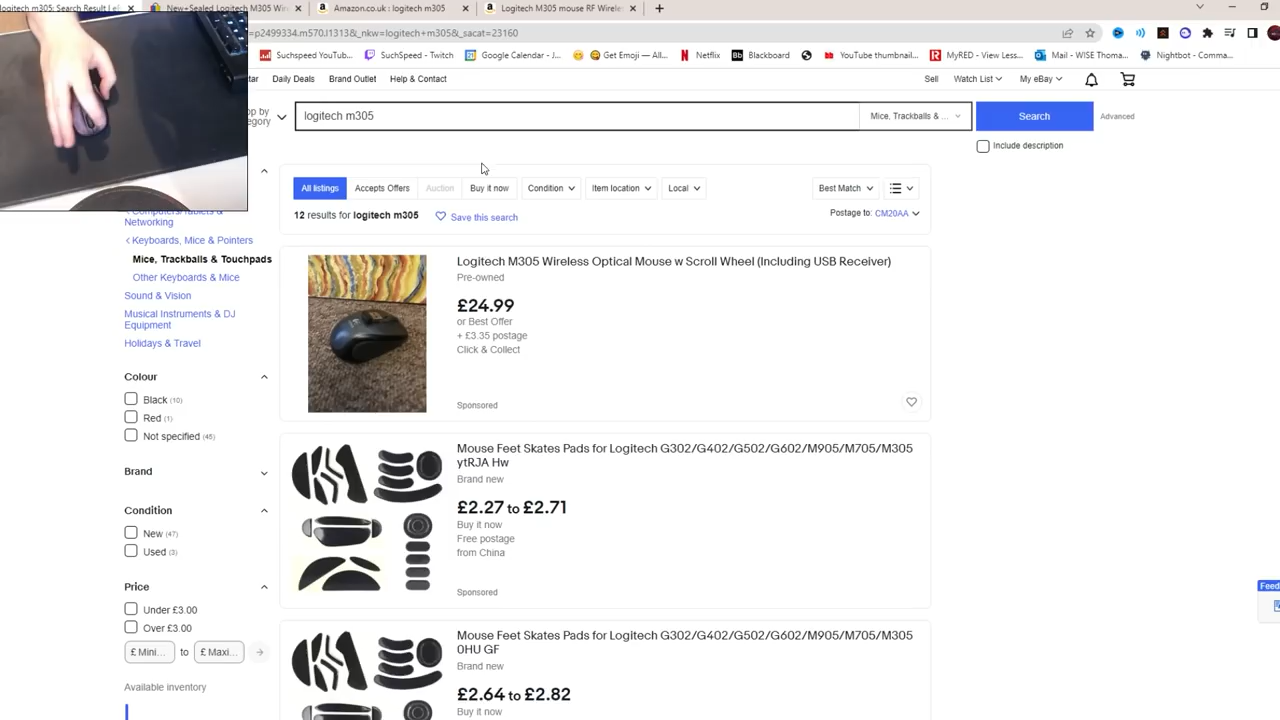 logitech m305: Search Result | eB
New+Sealed Logitech M305 Wire
Amazon.co.uk : logitech m305
Logitech M305 mouse RF Wireles
=p2499334.m570.l1313&_nkw=logitech+m305&_sacat=23160
Suchspeed - YouTub...
SuchSpeed - Twitch
Google Calendar - J...
Get Emoji — All...
Netflix
Blackboard
YouTube thumbnail...
MyRED - View Less...
Mail - WISE Thoma...
Nightbot - Comma...
Daily Deals
Brand Outlet
Help & Contact
Sell
Watch List
My eBay
op by
tegory
logitech m305
Mice, Trackballs & ...
Search
Advanced
Include description
All listings
Accepts Offers
Auction
Buy it now
Condition
Item location
Local
Best Match
12 results for logitech m305
Save this search
Postage to: CM20AA
Computers/Tablets &
Networking
Keyboards, Mice & Pointers
Mice, Trackballs & Touchpads
Other Keyboards & Mice
Sound & Vision
Musical Instruments & DJ
Equipment
Holidays & Travel
Colour
Black (10)
Red (1)
Not specified (45)
Brand
Condition
New (47)
Used (3)
Price
Under £3.00
Over £3.00
£ Mini...
to
£ Maxi...
Available inventory
Logitech M305 Wireless Optical Mouse w Scroll Wheel (Including USB Receiver)
Pre-owned
£24.99
or Best Offer
+ £3.35 postage
Click & Collect
Sponsored
Mouse Feet Skates Pads for Logitech G302/G402/G502/G602/M905/M705/M305
ytRJA Hw
Brand new
£2.27 to £2.71
Buy it now
Free postage
from China
Sponsored
Mouse Feet Skates Pads for Logitech G302/G402/G502/G602/M905/M705/M305
0HU GF
Brand new
£2.64 to £2.82
Buy it now
Feed